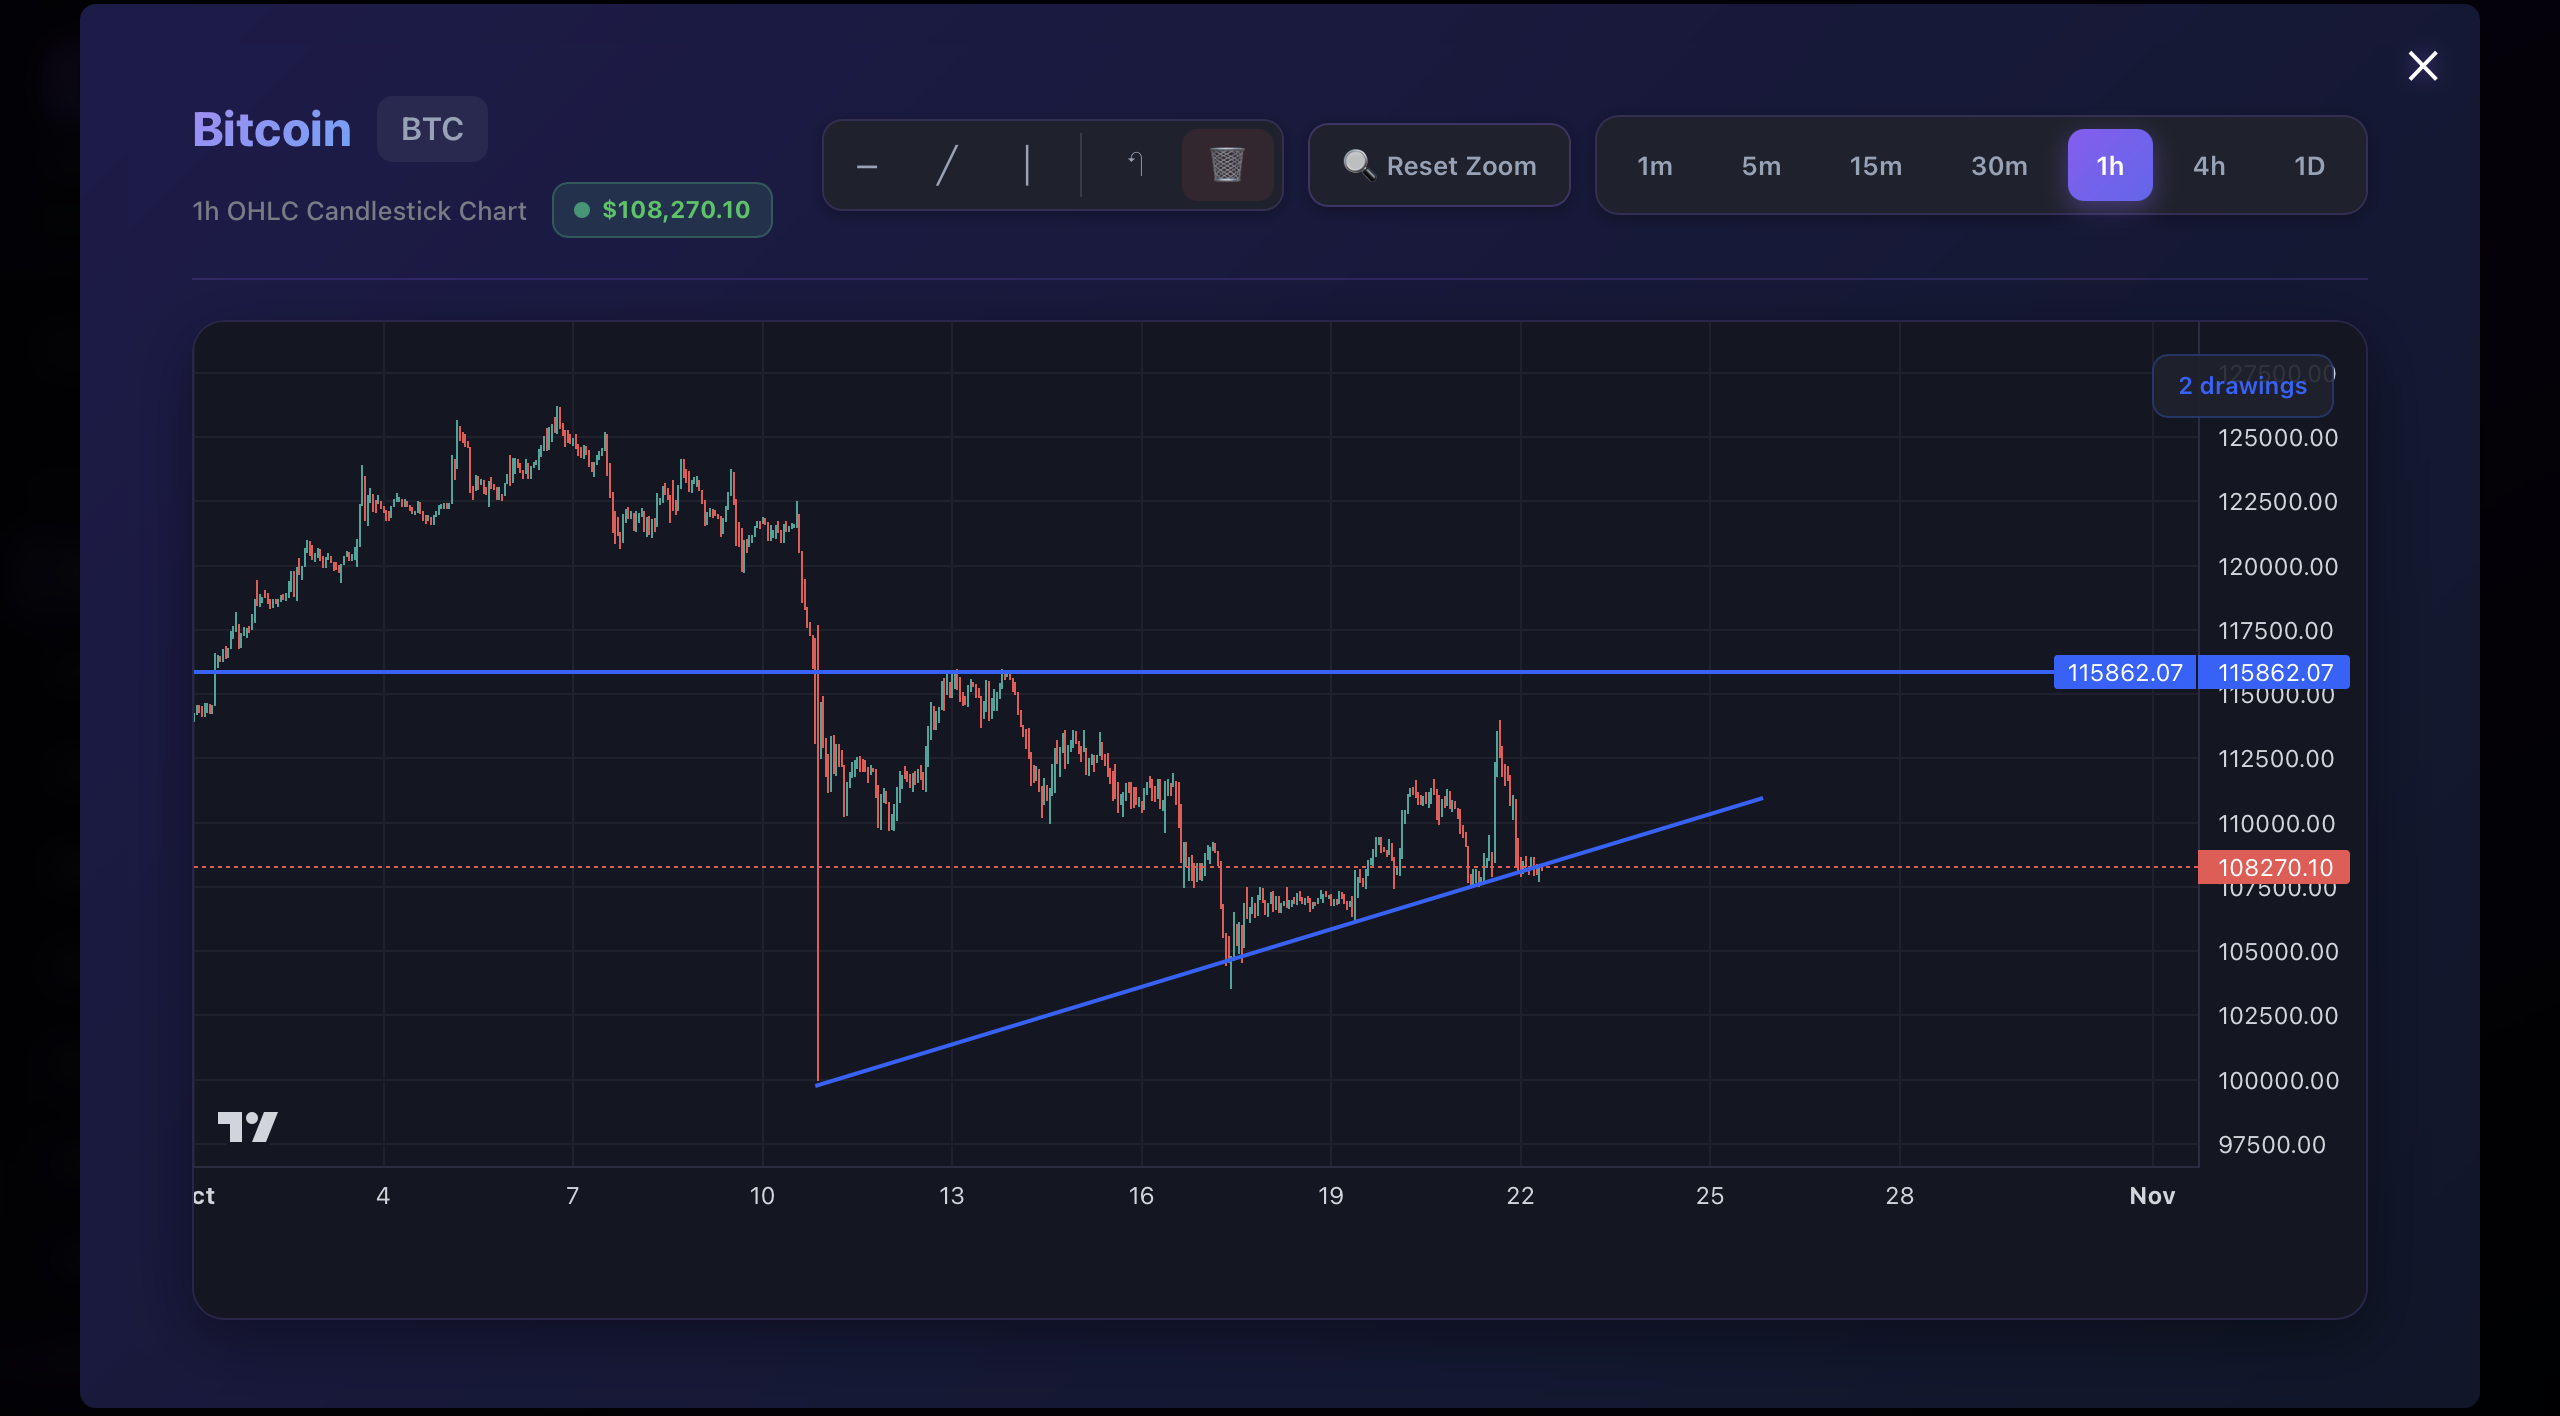 Bitcoin BTC
1h OHLC Candlestick Chart $108,270.10
Reset Zoom
1m 5m 15m 30m 1h 4h 1D
127500.00
2 drawings
125000.00
122500.00
120000.00
117500.00
115862.07 115862.07
115000.00
112500.00
110000.00
108270.10
107500.00
105000.00
102500.00
100000.00
97500.00
ct 4 7 10 13 16 19 22 25 28 Nov